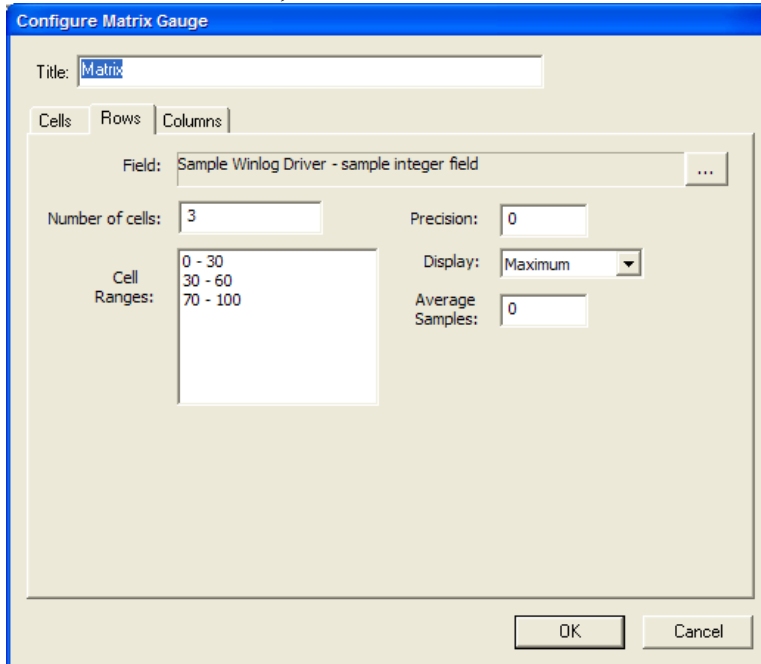 Configure Matrix Gauge
Title: Matrix
Cells Rows Columns
Field: Sample Winlog Driver - sample integer field ...
Number of cells: 3 Precision: 0
Cell Ranges:
0 - 30
30 - 60
70 - 100
Display: Maximum
Average
Samples: 0
OK Cancel